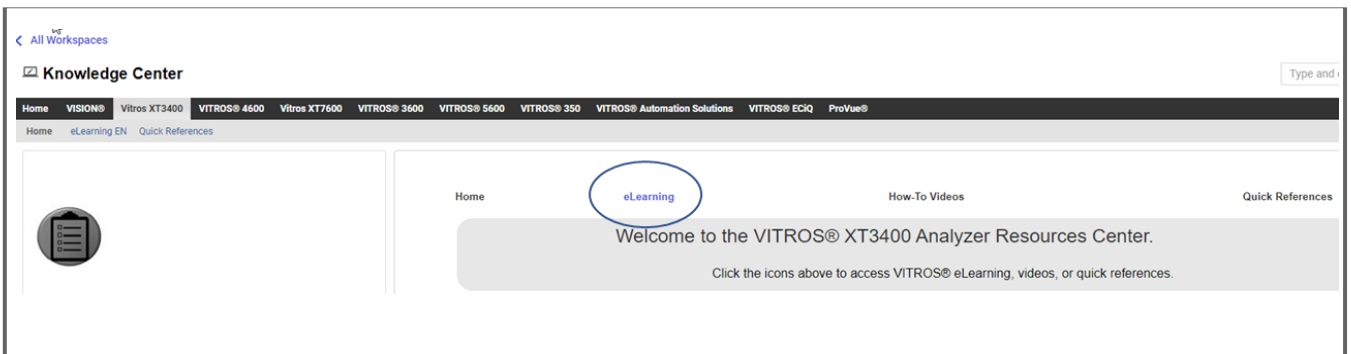 All Workspaces
Knowledge Center
Type and
Home VISION® Vitros XT3400 VITROS® 4600 Vitros XT7600 VITROS® 3600 VITROS® 5600 VITROS® 350 VITROS® Automation Solutions VITROS® ECiQ ProVue®
Home eLearning EN Quick References
Home eLearning How-To Videos Quick References
Welcome to the VITROS® XT3400 Analyzer Resources Center.
Click the icons above to access VITROS® eLearning, videos, or quick references.